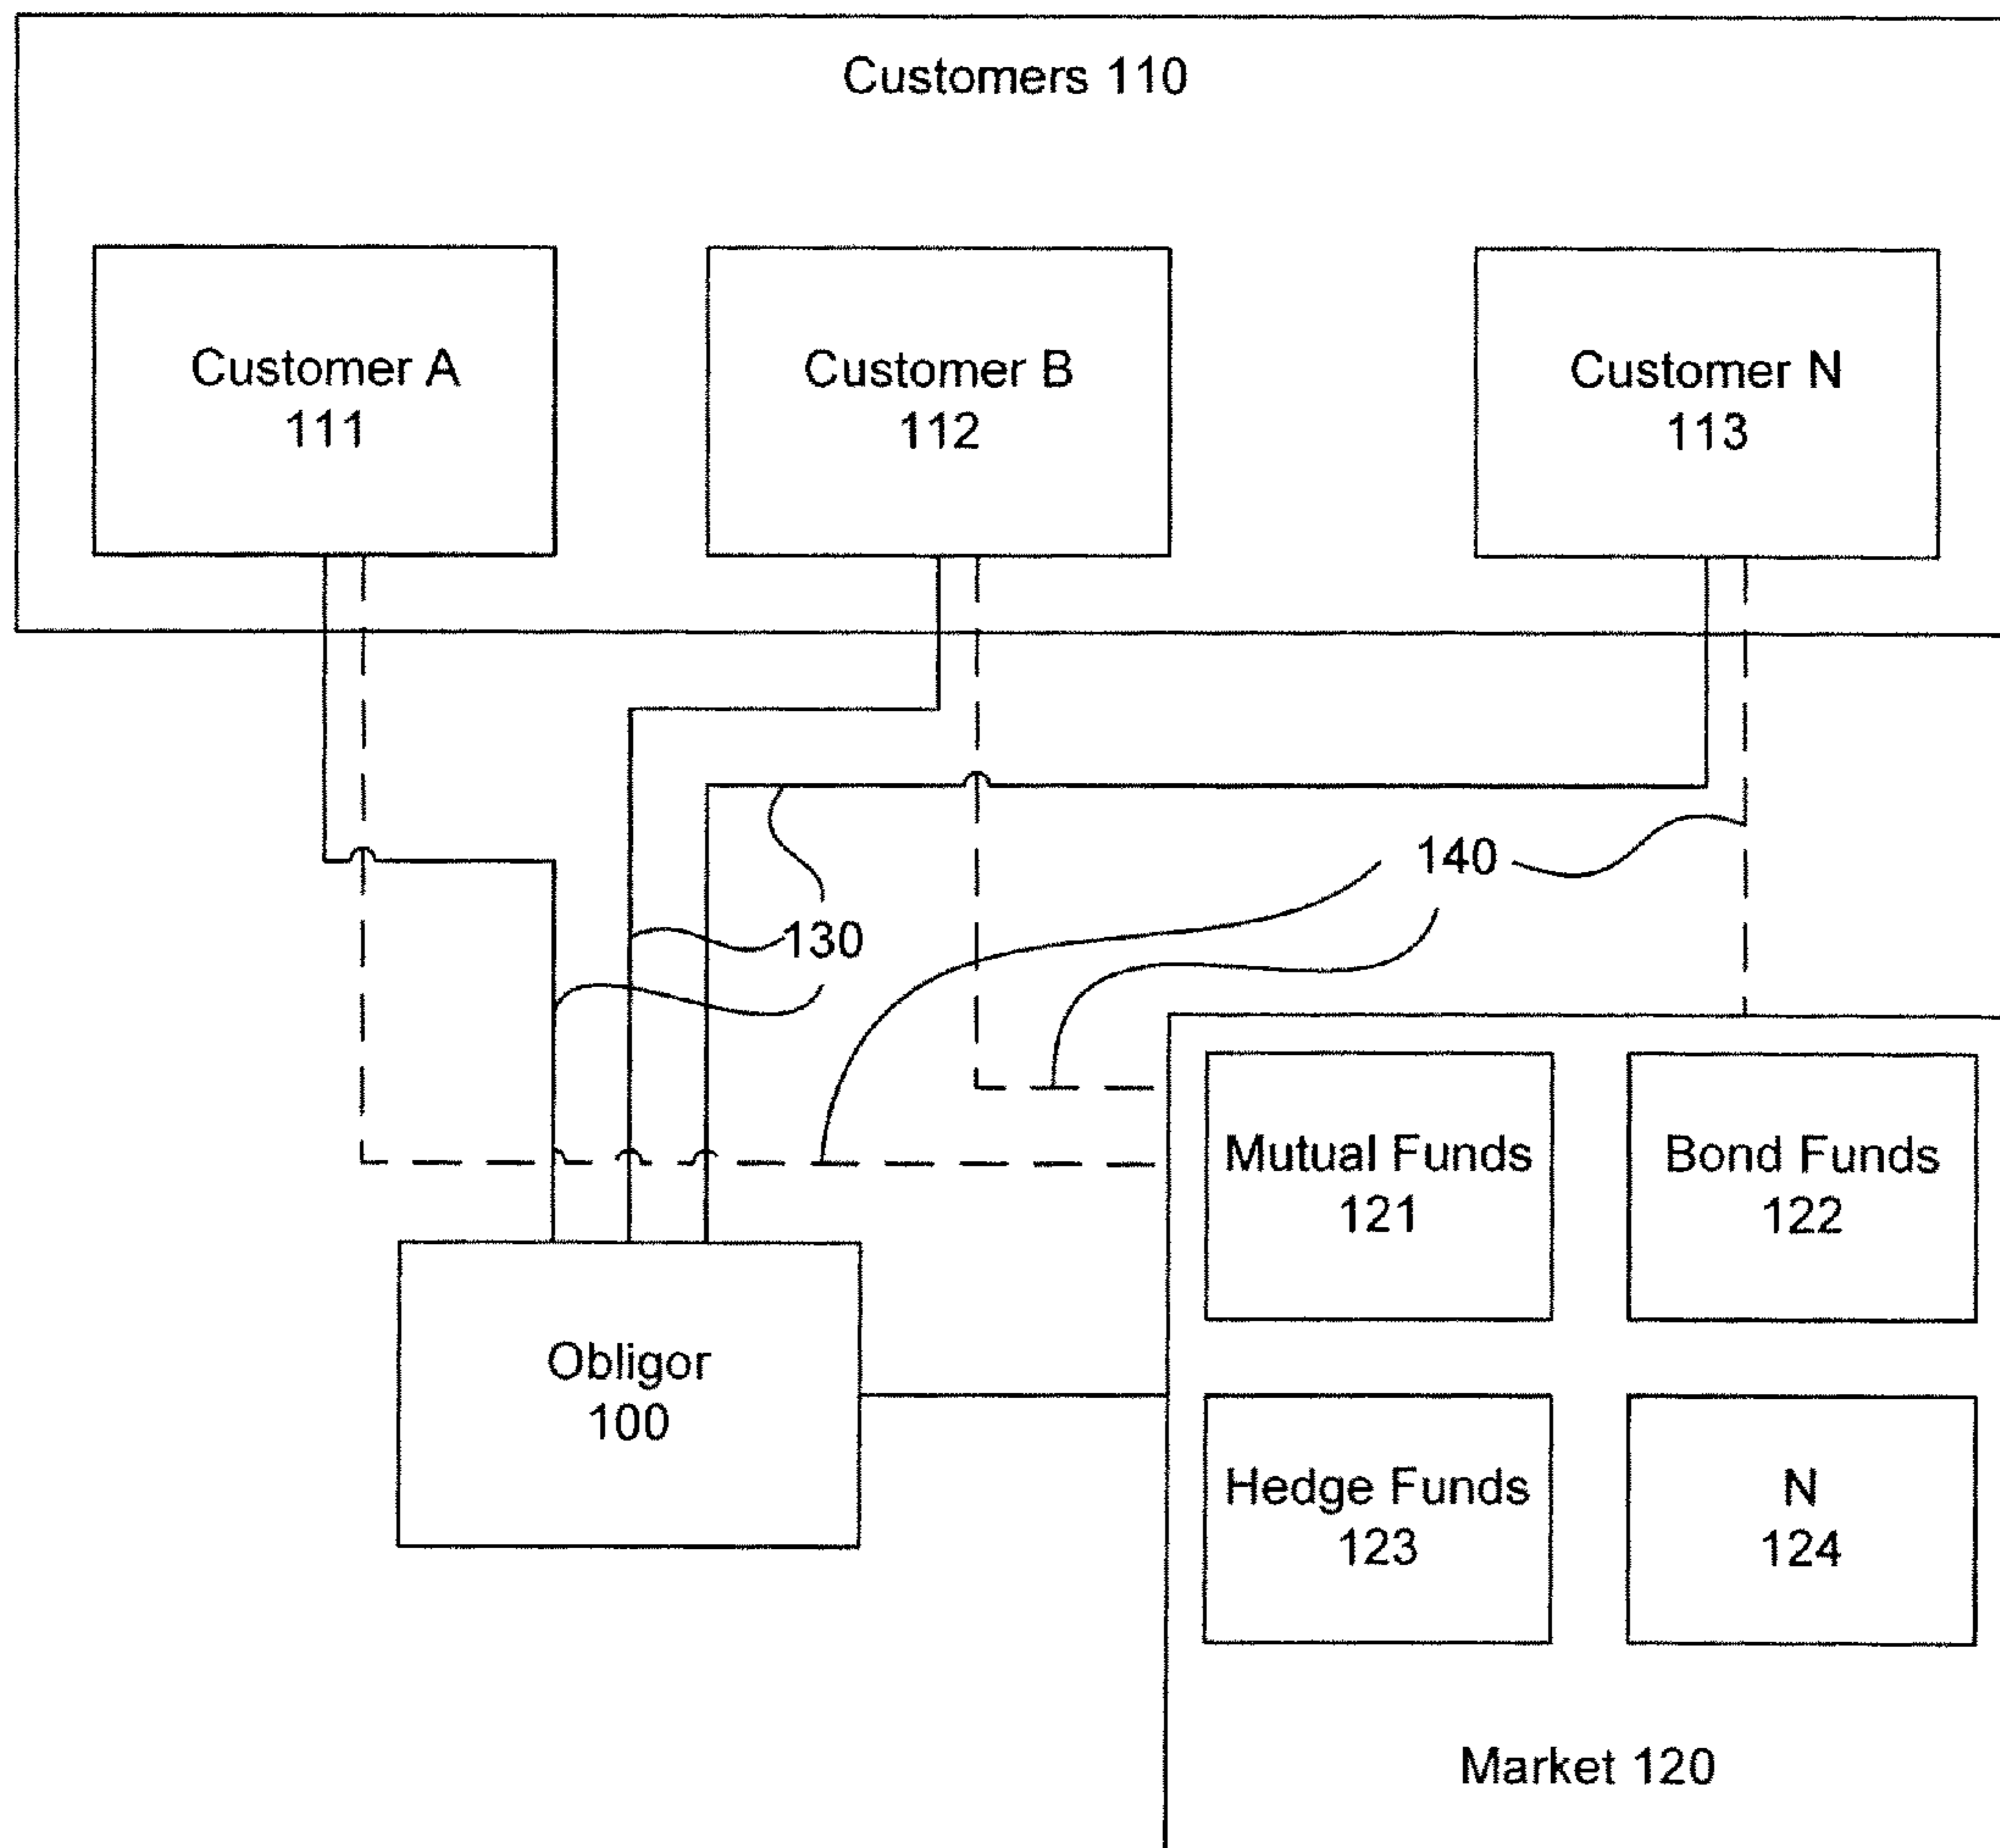 Customers 110
Customer A
111
Customer B
112
Customer N
113
140
130
Mutual Funds
121
Bond Funds
122
Obligor
100
Hedge Funds
123
N
124
Market 120